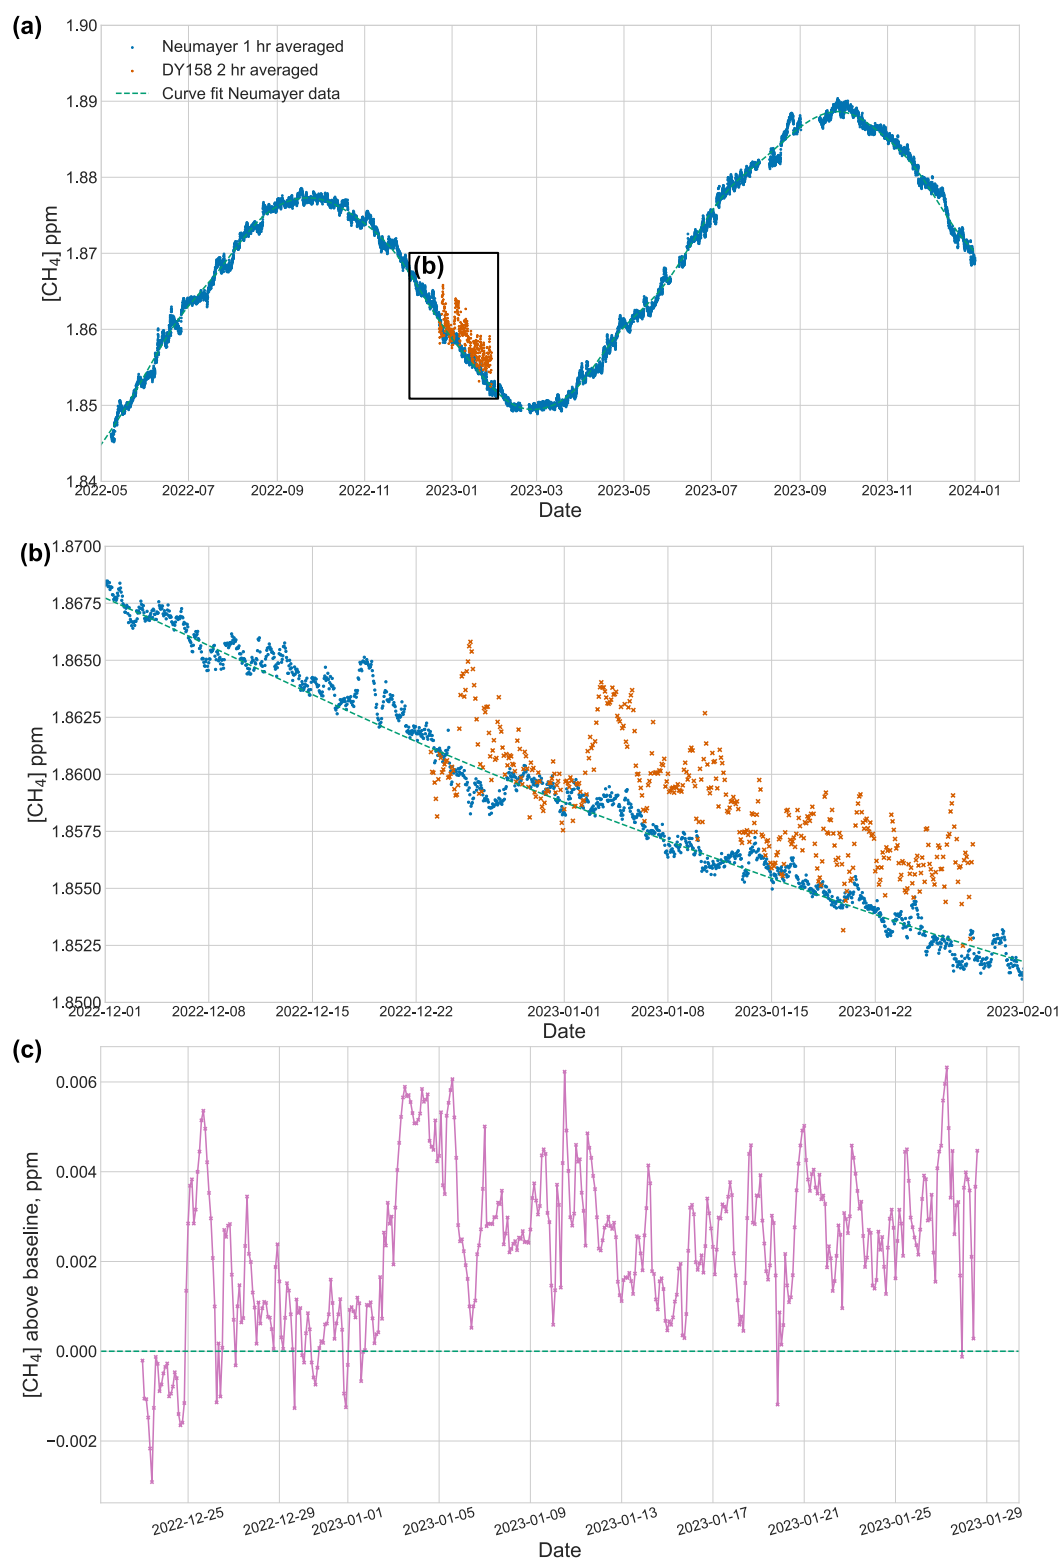 (a)
Neumayer 1 hr averaged
DY158 2 hr averaged
Curve fit Neumayer data
1.90
1.89
1.88
1.87
1.86
1.85
1.84
[CH₄] ppm
(b)
2022-05 2022-07 2022-09 2022-11 2023-01 2023-03 2023-05 2023-07 2023-09 2023-11 2024-01
Date
(b)
1.8700
1.8675
1.8650
1.8625
1.8600
1.8575
1.8550
1.8525
1.8500
[CH₄] ppm
2022-12-01 2022-12-08 2022-12-15 2022-12-22 2023-01-01 2023-01-08 2023-01-15 2023-01-22 2023-02-01
Date
(c)
0.006
0.004
0.002
0.000
−0.002
[CH₄] above baseline, ppm
2022-12-25 2022-12-29 2023-01-01 2023-01-05 2023-01-09 2023-01-13 2023-01-17 2023-01-21 2023-01-25 2023-01-29
Date